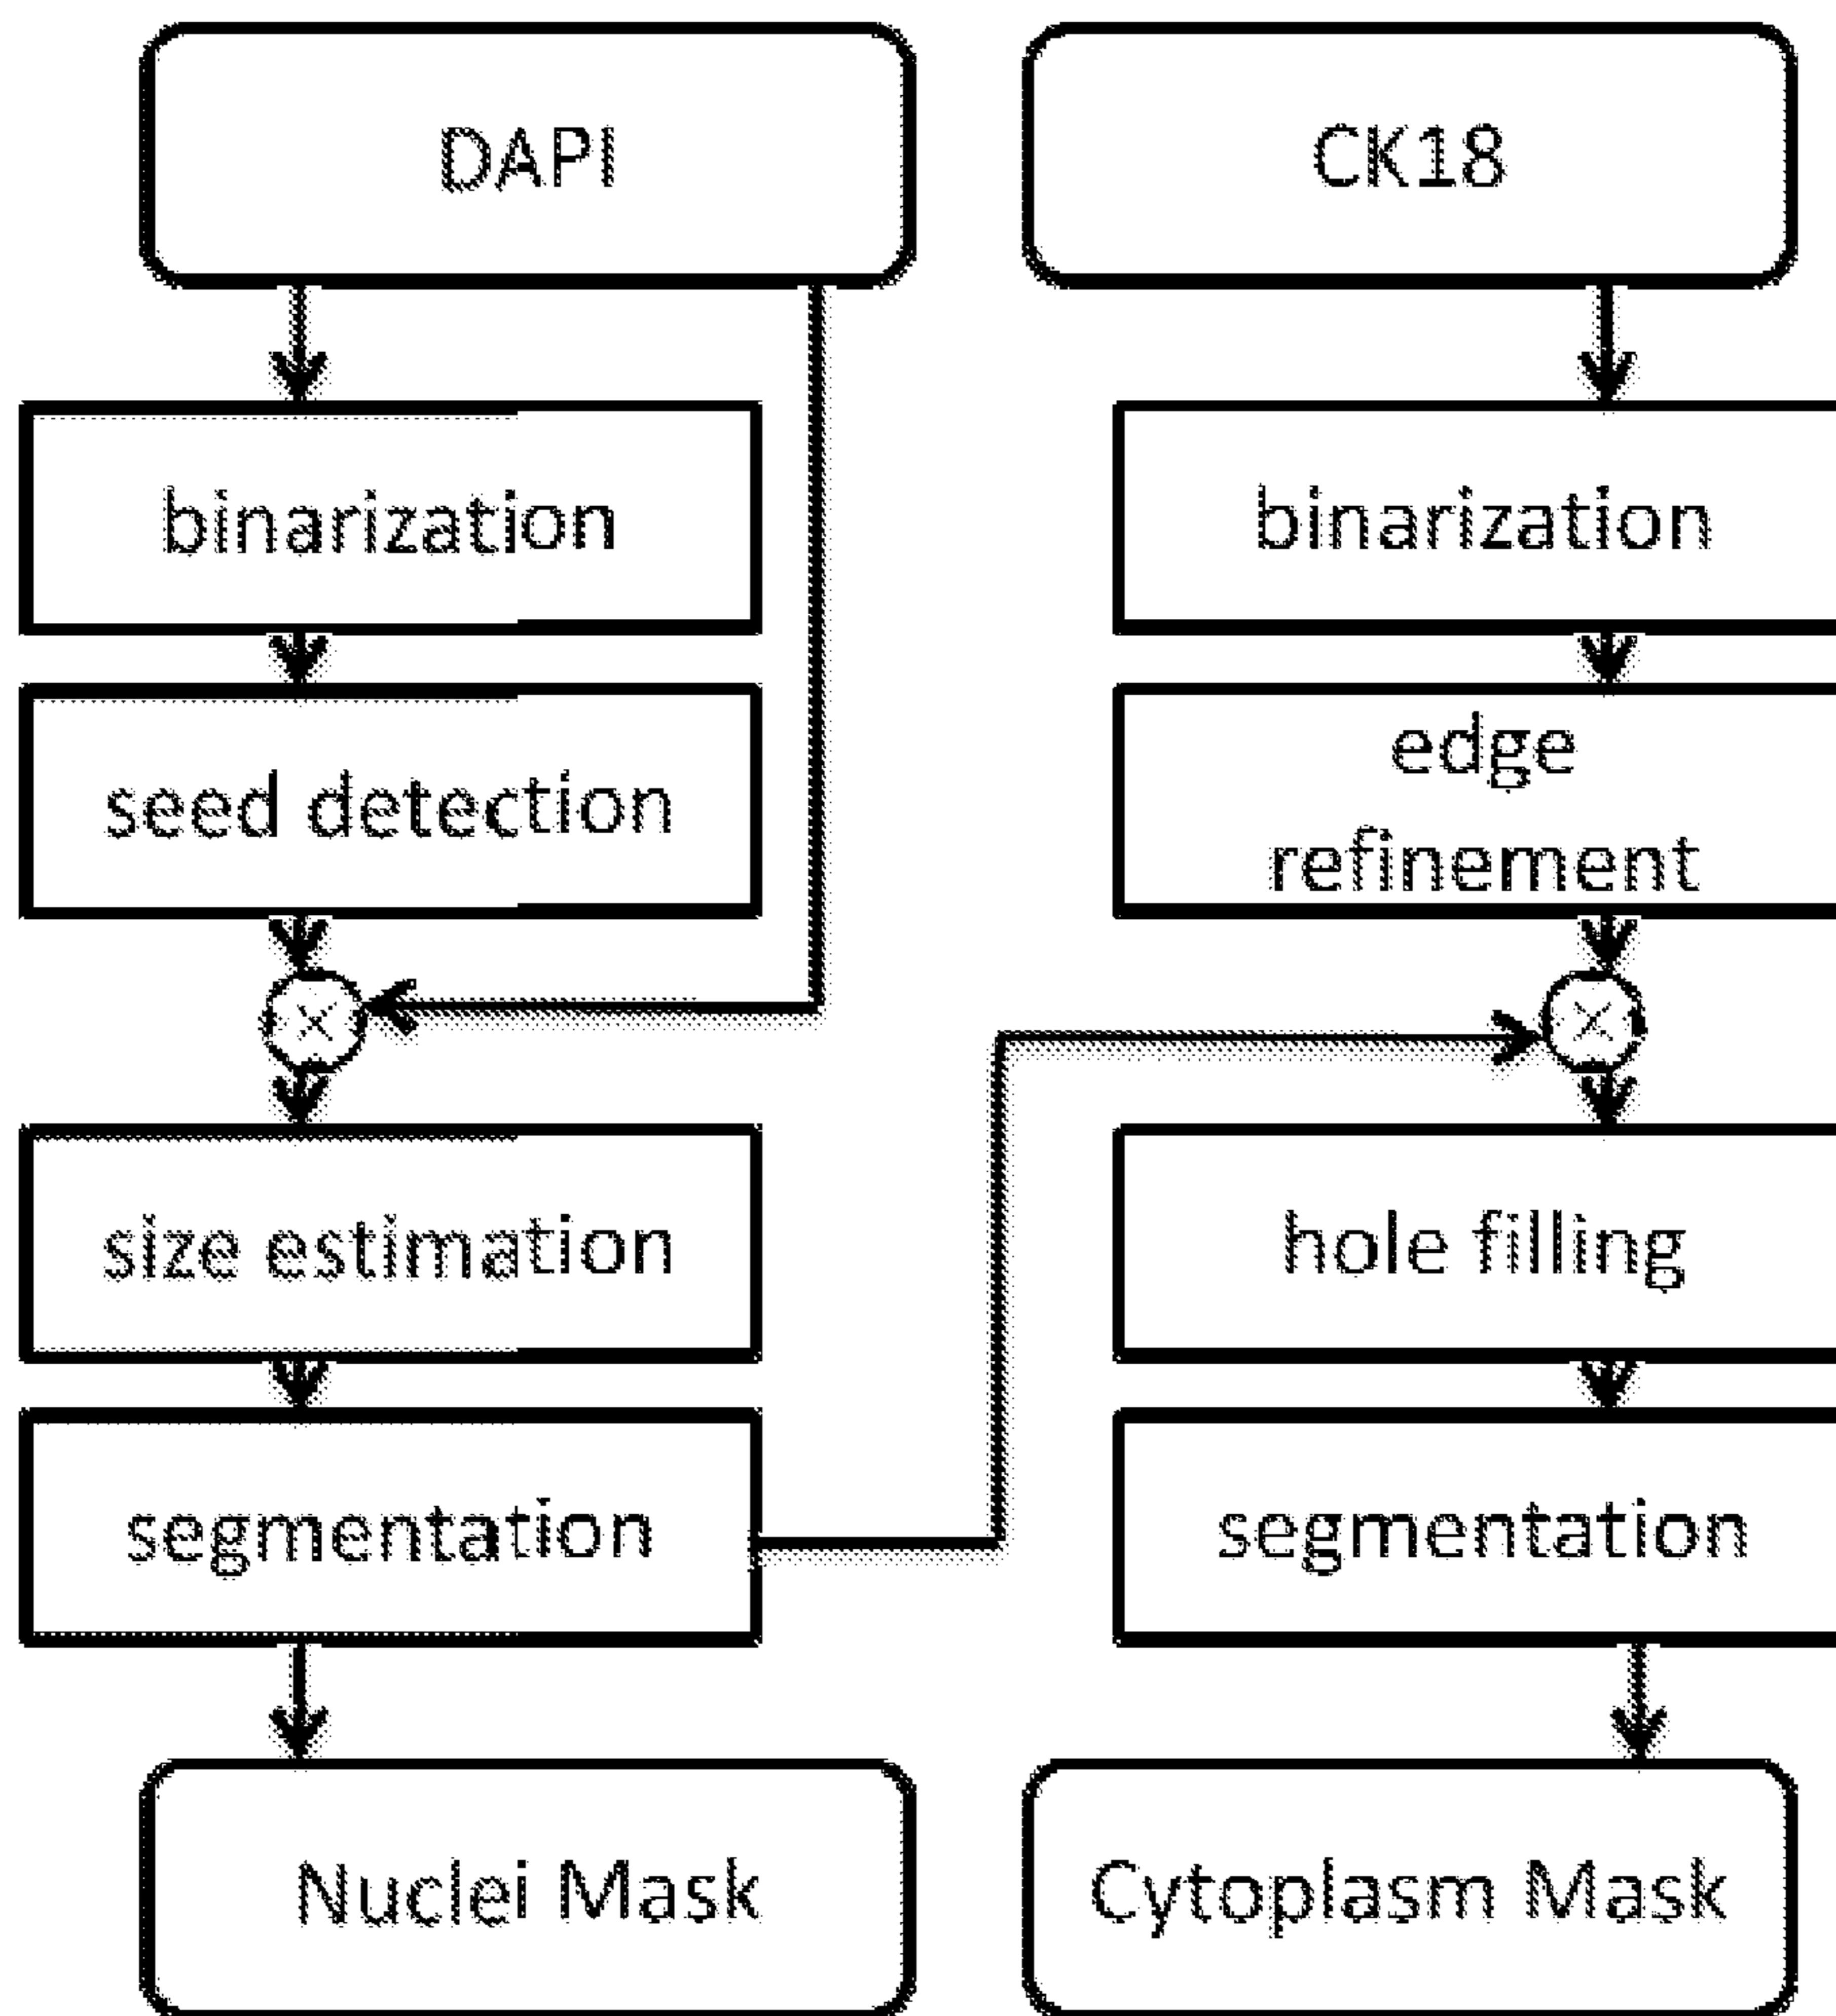 DAPI
CK18
binarization
binarization
seed detection
edge
refinement
size estimation
hole filling
segmentation
segmentation
Nuclei Mask
Cytoplasm Mask